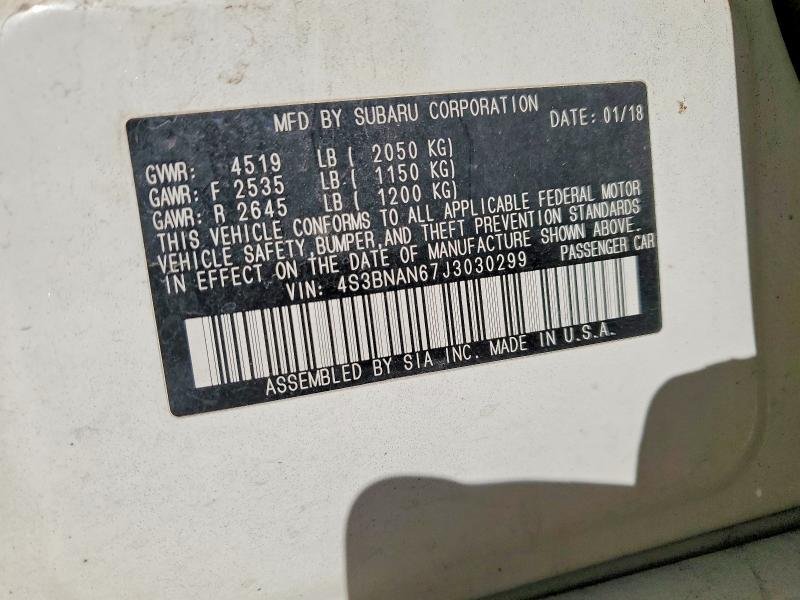 MFD BY SUBARU CORPORATION DATE: 01/18
GVWR: 4519 LB ( 2050 KG)
GAWR: F 2535 LB ( 1150 KG)
GAWR: R 2645 LB ( 1200 KG)
THIS VEHICLE CONFORMS TO ALL APPLICABLE FEDERAL MOTOR
VEHICLE SAFETY, BUMPER, AND THEFT PREVENTION STANDARDS
IN EFFECT ON THE DATE OF MANUFACTURE SHOWN ABOVE.
VIN: 4S3BNAN67J3030299 PASSENGER CAR
ASSEMBLED BY SIA INC. MADE IN U.S.A.